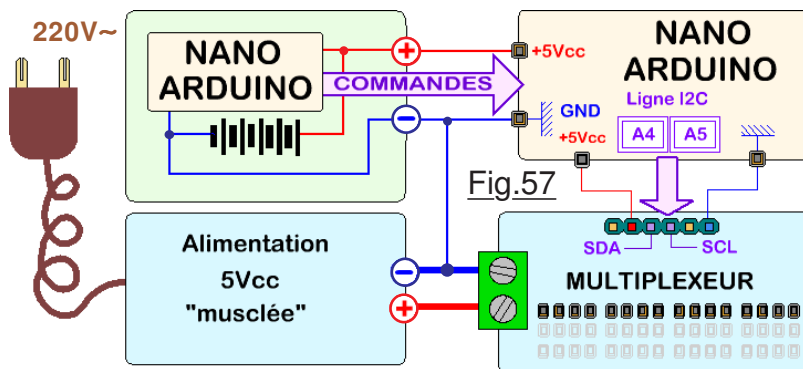 220V~
NANO
ARDUINO
+
COMMANDES
−
NANO
ARDUINO
+5Vcc
Ligne I2C
GND
+5Vcc
A4
A5
Fig.57
SDA
SCL
MULTIPLEXEUR
Alimentation
5Vcc
"musclée"
−
+